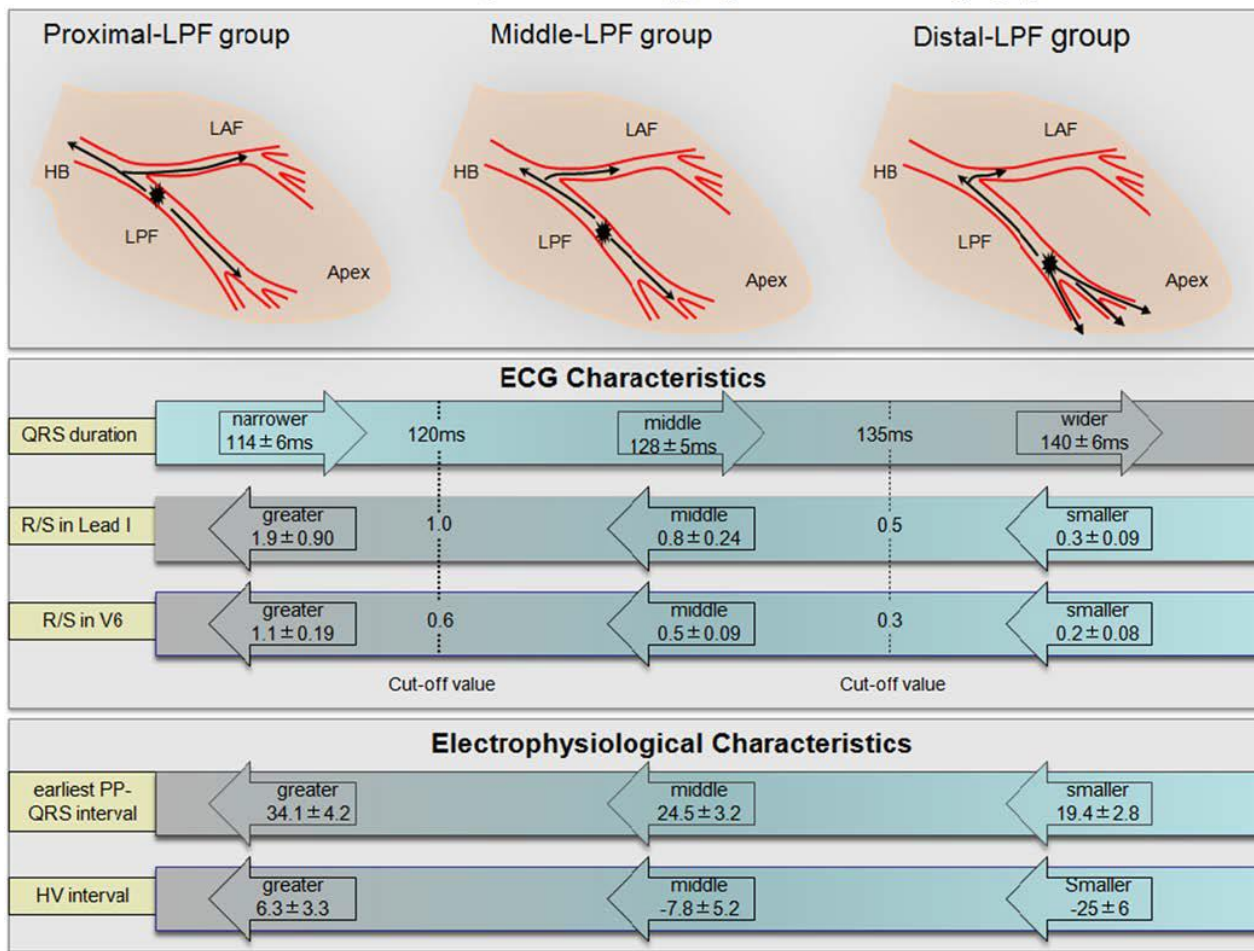 Proximal-LPF group
Middle-LPF group
Distal-LPF group
LAF
HB
LPF
Apex
LAF
HB
LPF
Apex
LAF
HB
LPF
Apex
ECG Characteristics
QRS duration
narrower
114±6ms
120ms
middle
128±5ms
135ms
wider
140±6ms
R/S in Lead I
greater
1.9±0.90
1.0
middle
0.8±0.24
0.5
smaller
0.3±0.09
R/S in V6
greater
1.1±0.19
0.6
middle
0.5±0.09
0.3
smaller
0.2±0.08
Cut-off value
Cut-off value
Electrophysiological Characteristics
earliest PP-
QRS interval
greater
34.1±4.2
middle
24.5±3.2
smaller
19.4±2.8
HV interval
greater
6.3±3.3
middle
-7.8±5.2
Smaller
-25±6